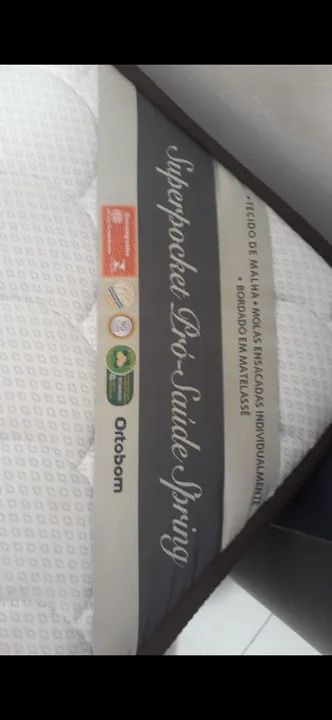 • TECIDO DE MALHA • MOLAS ENSACADAS INDIVIDUALMENTE
• BORDADO EM MATELASSÊ
Superpocket Pró-Saúde Spring
Ortobom